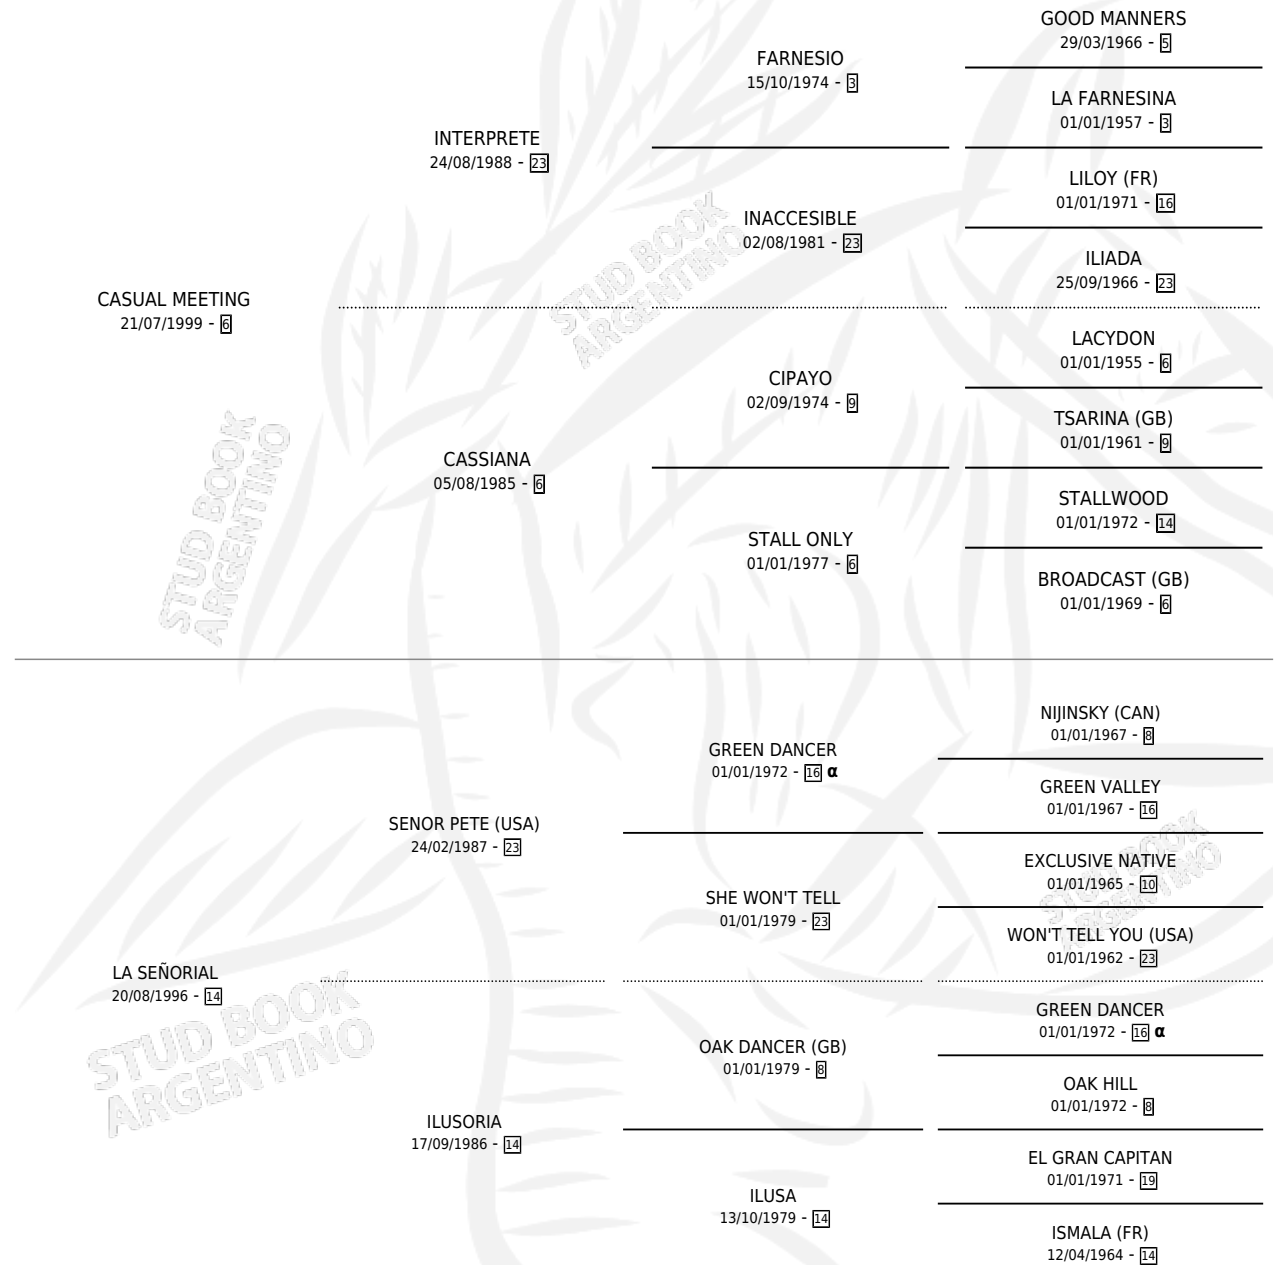 GOOD MANNERS
29/03/1966 - 5
FARNESIO
15/10/1974 - 3
LA FARNESINA
01/01/1957 - 3
INTERPRETE
24/08/1988 - 23
LILOY (FR)
01/01/1971 - 16
INACCESIBLE
02/08/1981 - 23
ILIADA
25/09/1966 - 23
CASUAL MEETING
21/07/1999 - 6
LACYDON
01/01/1955 - 6
CIPAYO
02/09/1974 - 9
TSARINA (GB)
01/01/1961 - 9
CASSIANA
05/08/1985 - 6
STALLWOOD
01/01/1972 - 14
STALL ONLY
01/01/1977 - 6
BROADCAST (GB)
01/01/1969 - 6
NIJINSKY (CAN)
01/01/1967 - 8
GREEN DANCER
01/01/1972 - 16 α
GREEN VALLEY
01/01/1967 - 16
SENOR PETE (USA)
24/02/1987 - 23
EXCLUSIVE NATIVE
01/01/1965 - 10
SHE WON'T TELL
01/01/1979 - 23
WON'T TELL YOU (USA)
01/01/1962 - 23
LA SEÑORIAL
20/08/1996 - 14
GREEN DANCER
01/01/1972 - 16 α
OAK DANCER (GB)
01/01/1979 - 8
OAK HILL
01/01/1972 - 8
ILUSORIA
17/09/1986 - 14
EL GRAN CAPITAN
01/01/1971 - 19
ILUSA
13/10/1979 - 14
ISMALA (FR)
12/04/1964 - 14
STUD BOOK
ARGENTINO
STUD BOOK
ARGENTINO
STUD BOOK
ARGENTINO
STUD BOOK
ARGENTINO